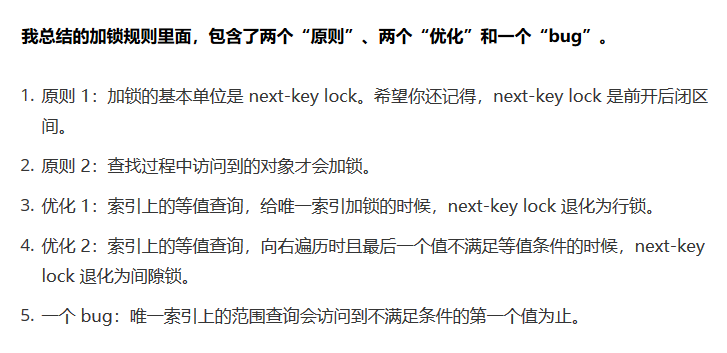 我总结的加锁规则里面，包含了两个“原则”、两个“优化”和一个“bug”。
1. 原则 1：加锁的基本单位是 next-key lock。希望你还记得，next-key lock 是前开后闭区
间。
2. 原则 2：查找过程中访问到的对象才会加锁。
3. 优化 1：索引上的等值查询，给唯一索引加锁的时候，next-key lock 退化为行锁。
4. 优化 2：索引上的等值查询，向右遍历时且最后一个值不满足等值条件的时候，next-key
lock 退化为间隙锁。
5. 一个 bug：唯一索引上的范围查询会访问到不满足条件的第一个值为止。